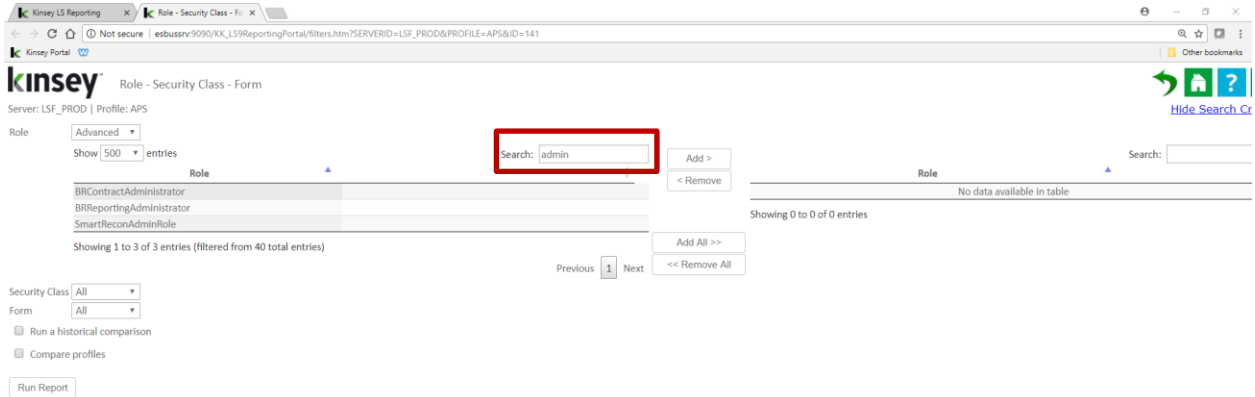 Kinsey LS Reporting × Role - Security Class - Fo ×
Not secure | esbussrv:9090/KK_LS9ReportingPortal/filters.htm?SERVERID=LSF_PROD&PROFILE=APS&ID=141
Kinsey Portal Other bookmarks
kinsey Role - Security Class - Form
?
Server: LSF_PROD | Profile: APS
Hide Search Cr
Role Advanced
Show 500 entries Search: admin
Add >
Search:
Role
< Remove
Role
BRContractAdministrator
No data available in table
BRReportingAdministrator
SmartReconAdminRole
Showing 0 to 0 of 0 entries
Showing 1 to 3 of 3 entries (filtered from 40 total entries)
Add All >>
Previous 1 Next
<< Remove All
Security Class All
Form All
Run a historical comparison
Compare profiles
Run Report